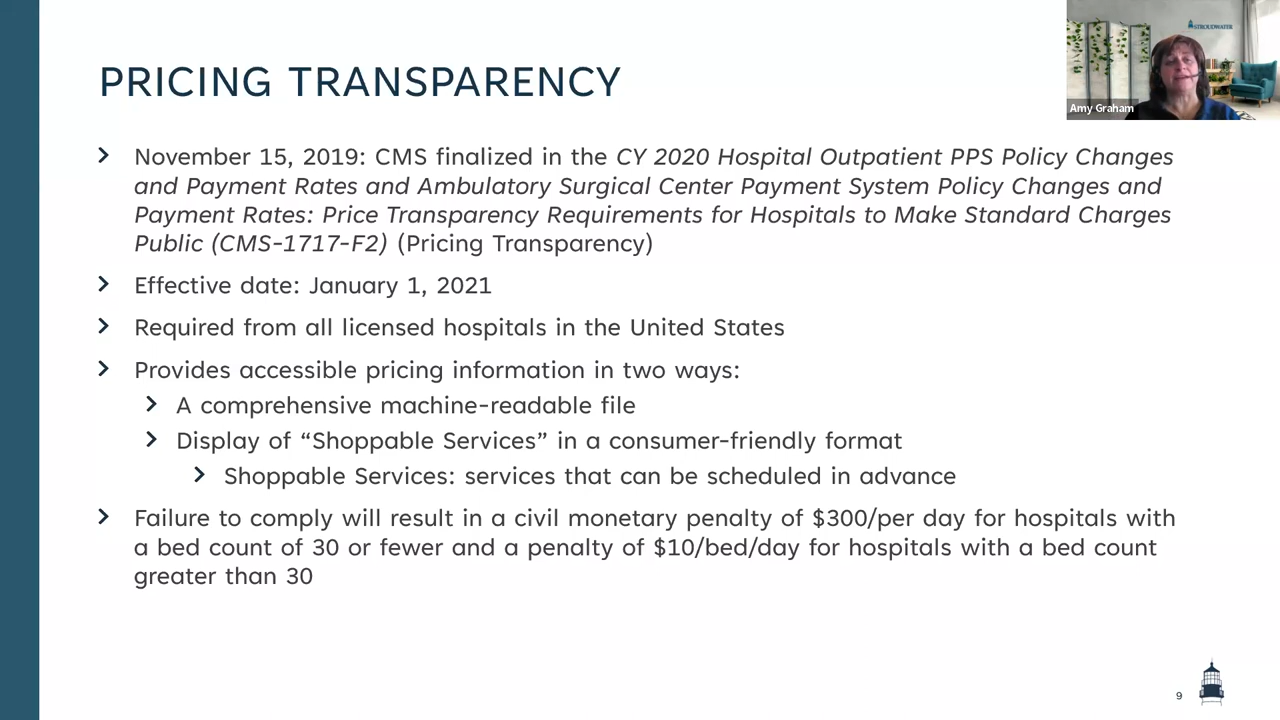 PRICING TRANSPARENCY
STROUDWATER
Amy Graham
November 15, 2019: CMS finalized in the CY 2020 Hospital Outpatient PPS Policy Changes
and Payment Rates and Ambulatory Surgical Center Payment System Policy Changes and
Payment Rates: Price Transparency Requirements for Hospitals to Make Standard Charges
Public (CMS-1717-F2) (Pricing Transparency)
Effective date: January 1, 2021
Required from all licensed hospitals in the United States
Provides accessible pricing information in two ways:
A comprehensive machine-readable file
Display of “Shoppable Services” in a consumer-friendly format
Shoppable Services: services that can be scheduled in advance
Failure to comply will result in a civil monetary penalty of $300/per day for hospitals with
a bed count of 30 or fewer and a penalty of $10/bed/day for hospitals with a bed count
greater than 30
9